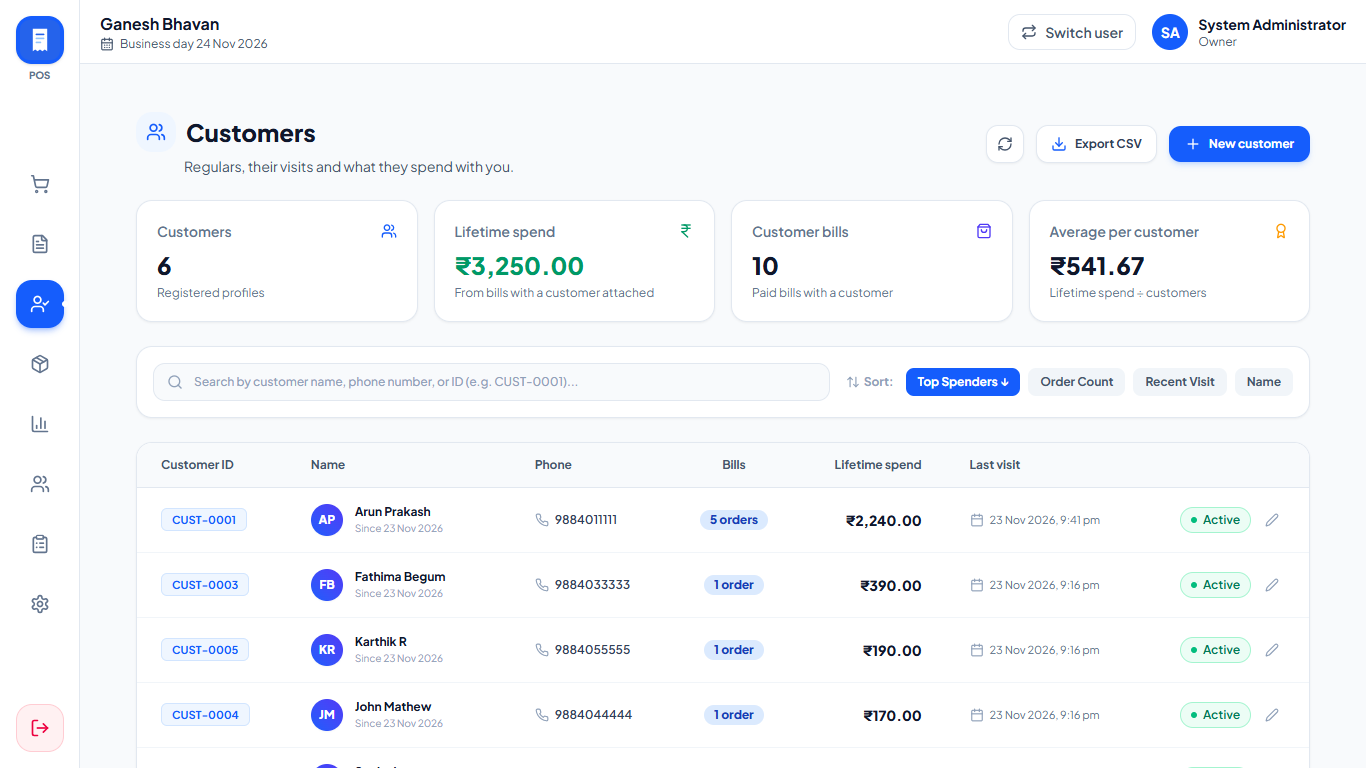 POS
Ganesh Bhavan
Business day 24 Nov 2026
Switch user
SA
System Administrator
Owner
Customers
Regulars, their visits and what they spend with you.
Export CSV
New customer
Customers
6
Registered profiles
Lifetime spend
₹
₹3,250.00
From bills with a customer attached
Customer bills
10
Paid bills with a customer
Average per customer
₹541.67
Lifetime spend ÷ customers
Search by customer name, phone number, or ID (e.g. CUST-0001)...
Sort:
Top Spenders ↓
Order Count
Recent Visit
Name
Customer ID Name Phone Bills Lifetime spend Last visit
CUST-0001 AP Arun Prakash 9884011111 5 orders ₹2,240.00 23 Nov 2026, 9:41 pm Active
Since 23 Nov 2026
CUST-0003 FB Fathima Begum 9884033333 1 order ₹390.00 23 Nov 2026, 9:16 pm Active
Since 23 Nov 2026
CUST-0005 KR Karthik R 9884055555 1 order ₹190.00 23 Nov 2026, 9:16 pm Active
Since 23 Nov 2026
CUST-0004 JM John Mathew 9884044444 1 order ₹170.00 23 Nov 2026, 9:16 pm Active
Since 23 Nov 2026